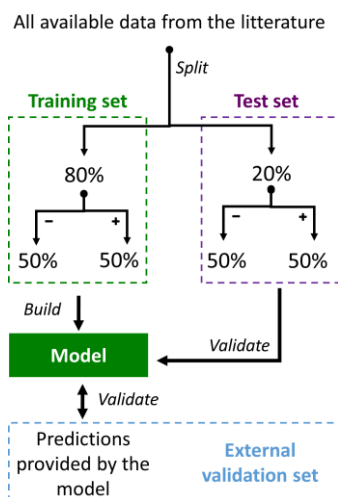 All available data from the litterature
Split
Training set
Test set
80%
20%
- +
- +
50% 50%
50% 50%
Build
Model
Validate
Validate
Predictions
provided by the
model
External
validation set